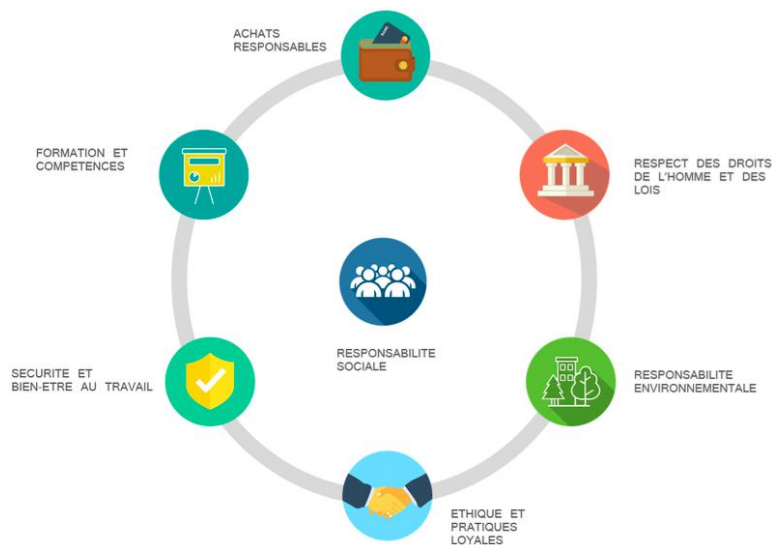 ACHATS
RESPONSABLES
FORMATION ET
COMPETENCES
RESPECT DES DROITS
DE L'HOMME ET DES
LOIS
RESPONSABILITE
SOCIALE
SECURITE ET
BIEN-ETRE AU TRAVAIL
RESPONSABILITE
ENVIRONNEMENTALE
ETHIQUE ET
PRATIQUES
LOYALES